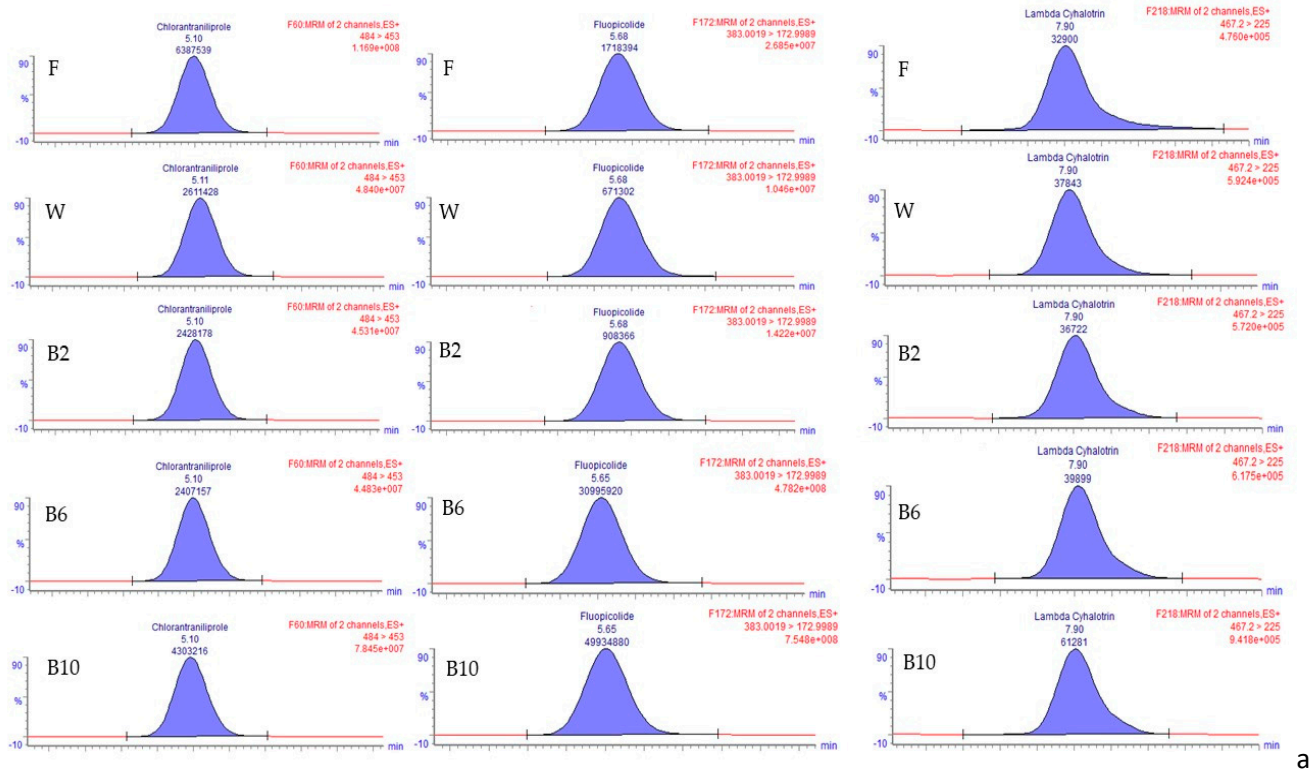 Chlorantraniliprole
5.10
6387539
F60:MRM of 2 channels,ES+
484 > 453
1.169e+008
F
90
%
-10
min
Fluopicolide
5.68
1718394
F172:MRM of 2 channels,ES+
383.0019 > 172.9989
2.685e+007
F
90
%
-10
min
Lambda Cyhalotrin
7.90
32900
F218:MRM of 2 channels,ES+
467.2 > 225
4.760e+005
F
90
%
-10
min
Chlorantraniliprole
5.11
2611428
F60:MRM of 2 channels,ES+
484 > 453
4.840e+007
W
90
%
-10
min
Fluopicolide
5.68
671302
F172:MRM of 2 channels,ES+
383.0019 > 172.9989
1.046e+007
W
90
%
-10
min
Lambda Cyhalotrin
7.90
37843
F218:MRM of 2 channels,ES+
467.2 > 225
5.924e+005
W
90
%
-10
min
Chlorantraniliprole
5.10
2428178
F60:MRM of 2 channels,ES+
484 > 453
4.531e+007
B2
90
%
-10
min
Fluopicolide
5.68
908366
F172:MRM of 2 channels,ES+
383.0019 > 172.9989
1.422e+007
B2
90
%
-10
min
Lambda Cyhalotrin
7.90
36722
F218:MRM of 2 channels,ES+
467.2 > 225
5.720e+005
B2
90
%
-10
min
Chlorantraniliprole
5.10
2407157
F60:MRM of 2 channels,ES+
484 > 453
4.483e+007
B6
90
%
-10
min
Fluopicolide
5.65
30995920
F172:MRM of 2 channels,ES+
383.0019 > 172.9989
4.782e+008
B6
90
%
-10
min
Lambda Cyhalotrin
7.90
39899
F218:MRM of 2 channels,ES+
467.2 > 225
6.175e+005
B6
90
%
-10
min
Chlorantraniliprole
5.10
4303216
F60:MRM of 2 channels,ES+
484 > 453
7.845e+007
B10
90
%
-10
min
Fluopicolide
5.65
49934880
F172:MRM of 2 channels,ES+
383.0019 > 172.9989
7.548e+008
B10
90
%
-10
min
Lambda Cyhalotrin
7.90
61281
F218:MRM of 2 channels,ES+
467.2 > 225
9.418e+005
B10
90
%
-10
min
a